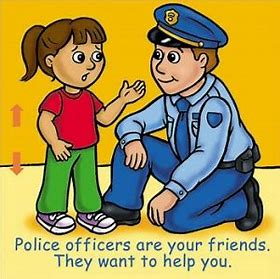 Police officers are your friends.
They want to help you.